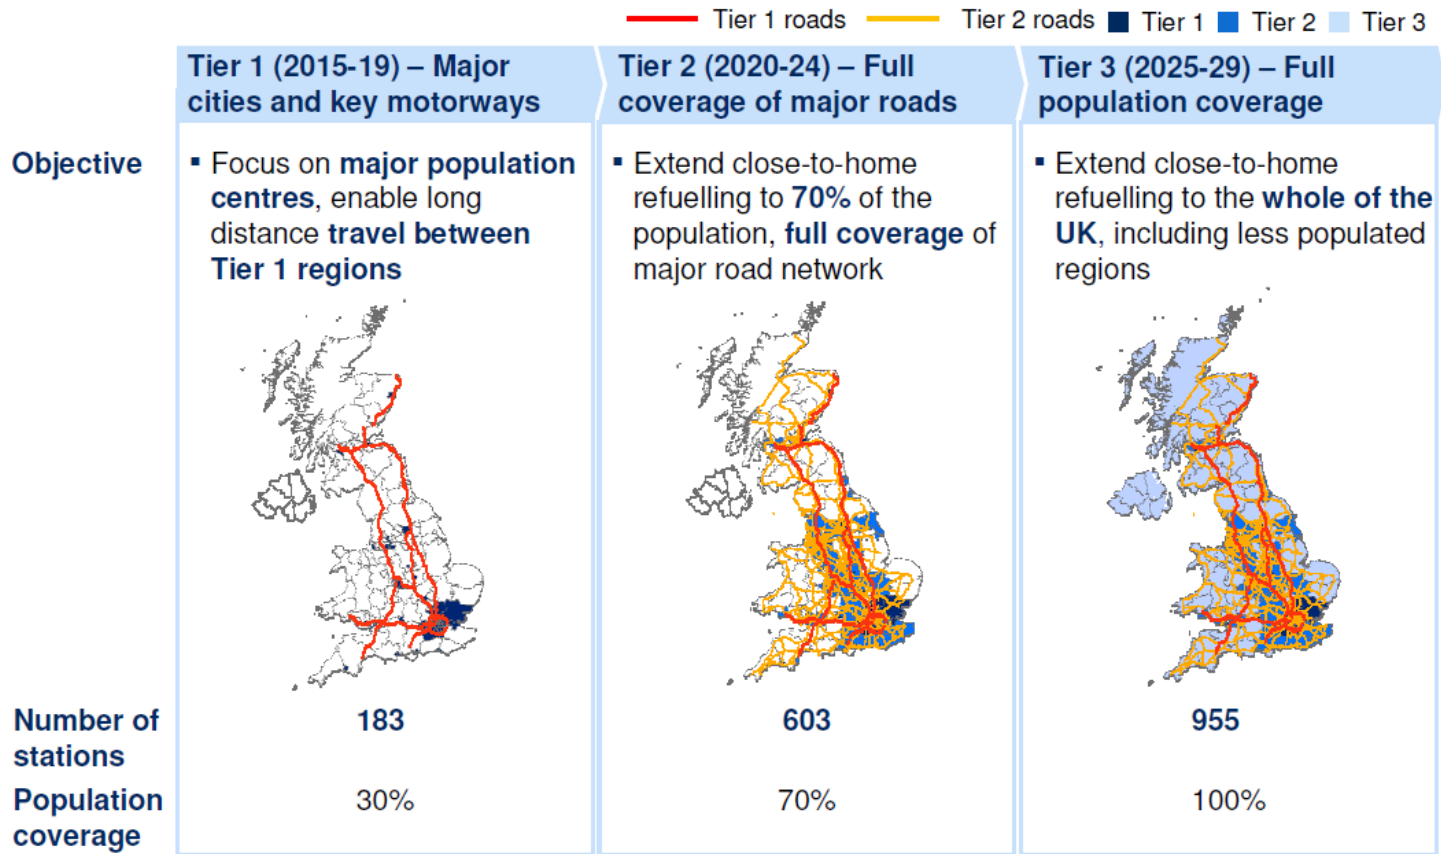 Tier 1 roads Tier 2 roads Tier 1 Tier 2 Tier 3
Tier 1 (2015-19) – Major
cities and key motorways
Tier 2 (2020-24) – Full
coverage of major roads
Tier 3 (2025-29) – Full
population coverage
Objective
▪ Focus on major population
centres, enable long
distance travel between
Tier 1 regions
▪ Extend close-to-home
refuelling to 70% of the
population, full coverage of
major road network
▪ Extend close-to-home
refuelling to the whole of the
UK, including less populated
regions
Number of
stations
183
603
955
Population
coverage
30%
70%
100%